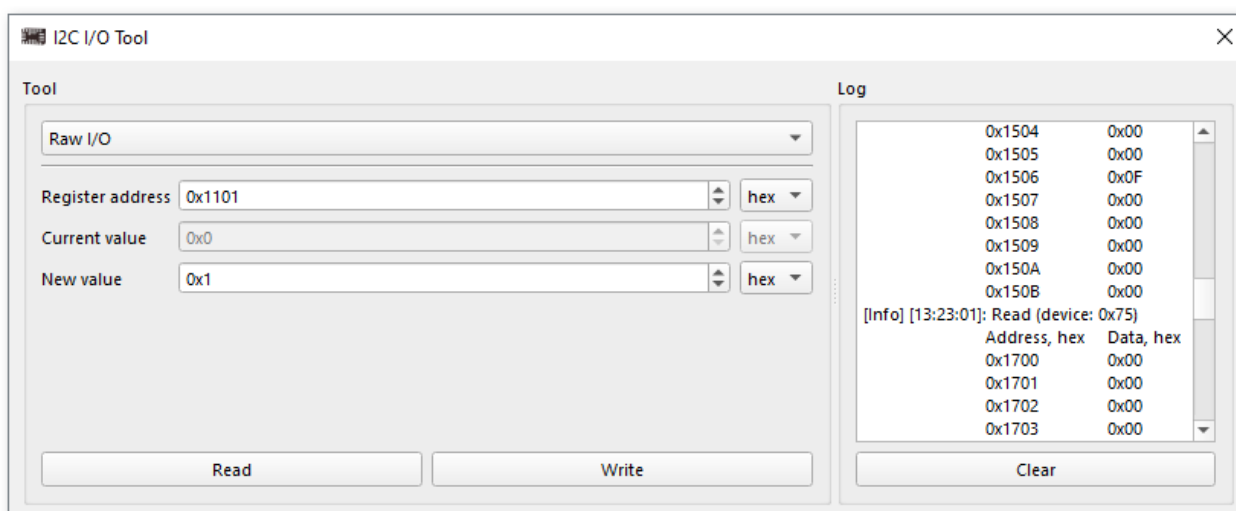 I2C I/O Tool
Tool
Raw I/O
Register address 0x1101 hex
Current value 0x0 hex
New value 0x1 hex
Read Write
Log
0x1504 0x00
0x1505 0x00
0x1506 0x0F
0x1507 0x00
0x1508 0x00
0x1509 0x00
0x150A 0x00
0x150B 0x00
[Info] [13:23:01]: Read (device: 0x75)
Address, hex Data, hex
0x1700 0x00
0x1701 0x00
0x1702 0x00
0x1703 0x00
Clear